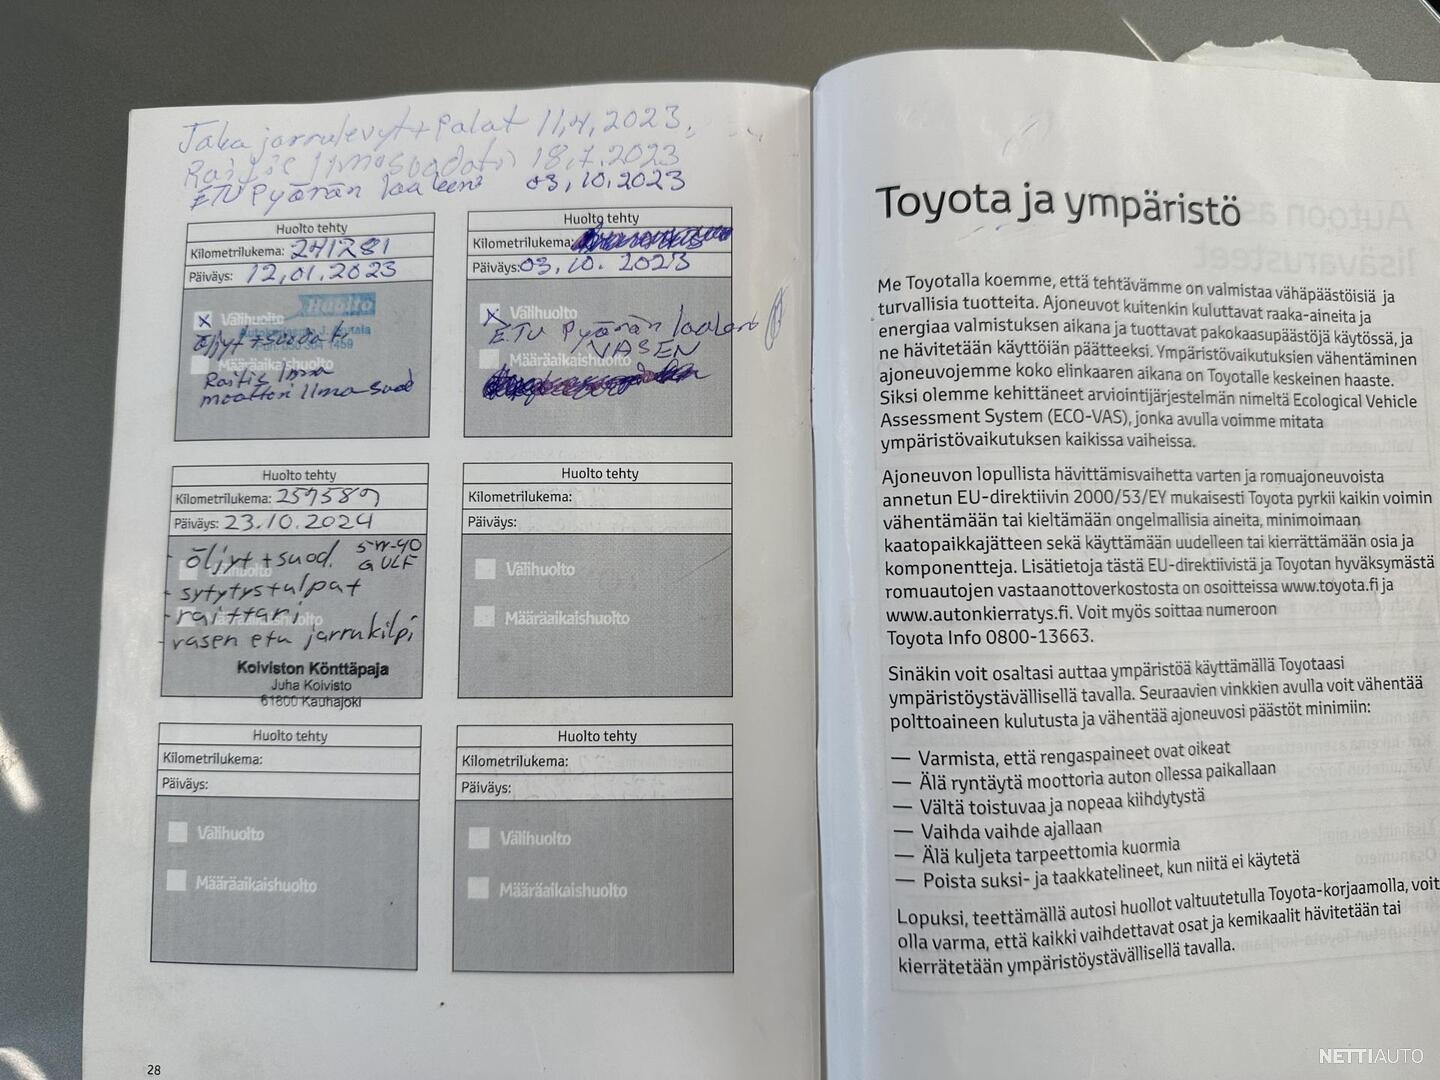 Taka jarrulevyt + Palat 11,4,2023,
Raitis Ilmasuodatin 18,7.2023
ETU Pyörän laakeri 03,10.2023
Huolto tehty
Kilometrilukema: 241281
Päiväys: 12,01.2023
Huolto
Välihuolto
öljyt + suodatt
Määräaikaishuolto
Raitis Ilma
moottori Ilmasuod
Huolto tehty
Kilometrilukema:
Päiväys: 03,10. 2023
Välihuolto
ETU Pyörän laakeri
VASEN
Määräaikaishuolto
Huolto tehty
Kilometrilukema: 257589
Päiväys: 23.10.2024
- öljyt + suod. 5W-40
GULF
Välihuolto
- sytytystulpat
- raittari
Määräaikaishuolto
- vasen etu jarrukilpi
Koiviston Könttäpaja
Juha Koivisto
61800 Kauhajoki
Huolto tehty
Kilometrilukema:
Päiväys:
Välihuolto
Määräaikaishuolto
Huolto tehty
Kilometrilukema:
Päiväys:
Välihuolto
Määräaikaishuolto
Huolto tehty
Kilometrilukema:
Päiväys:
Välihuolto
Määräaikaishuolto
28
Toyota ja ympäristö
Me Toyotalla koemme, että tehtävämme on valmistaa vähäpäästöisiä ja
turvallisia tuotteita. Ajoneuvot kuitenkin kuluttavat raaka-aineita ja
energiaa valmistuksen aikana ja tuottavat pakokaasupäästöjä käytössä, ja
ne hävitetään käyttöiän päätteeksi. Ympäristövaikutuksien vähentäminen
ajoneuvojemme koko elinkaaren aikana on Toyotalle keskeinen haaste.
Siksi olemme kehittäneet arviointijärjestelmän nimeltä Ecological Vehicle
Assessment System (ECO-VAS), jonka avulla voimme mitata
ympäristövaikutuksen kaikissa vaiheissa.
Ajoneuvon lopullista hävittämisvaihetta varten ja romuajoneuvoista
annetun EU-direktiivin 2000/53/EY mukaisesti Toyota pyrkii kaikin voimin
vähentämään tai kieltämään ongelmallisia aineita, minimoimaan
kaatopaikkajätteen sekä käyttämään uudelleen tai kierrättämään osia ja
komponentteja. Lisätietoja tästä EU-direktiivistä ja Toyotan hyväksymästä
romuautojen vastaanottoverkostosta on osoitteissa www.toyota.fi ja
www.autonkierratys.fi. Voit myös soittaa numeroon
Toyota Info 0800-13663.
Sinäkin voit osaltasi auttaa ympäristöä käyttämällä Toyotaasi
ympäristöystävällisellä tavalla. Seuraavien vinkkien avulla voit vähentää
polttoaineen kulutusta ja vähentää ajoneuvosi päästöt minimiin:
— Varmista, että rengaspaineet ovat oikeat
— Älä ryntäytä moottoria auton ollessa paikallaan
— Vältä toistuvaa ja nopeaa kiihdytystä
— Vaihda vaihde ajallaan
— Älä kuljeta tarpeettomia kuormia
— Poista suksi- ja taakkatelineet, kun niitä ei käytetä
Lopuksi, teettämällä autosi huollot valtuutetulla Toyota-korjaamolla, voit
olla varma, että kaikki vaihdettavat osat ja kemikaalit hävitetään tai
kierrätetään ympäristöystävällisellä tavalla.
NETTIAUTO